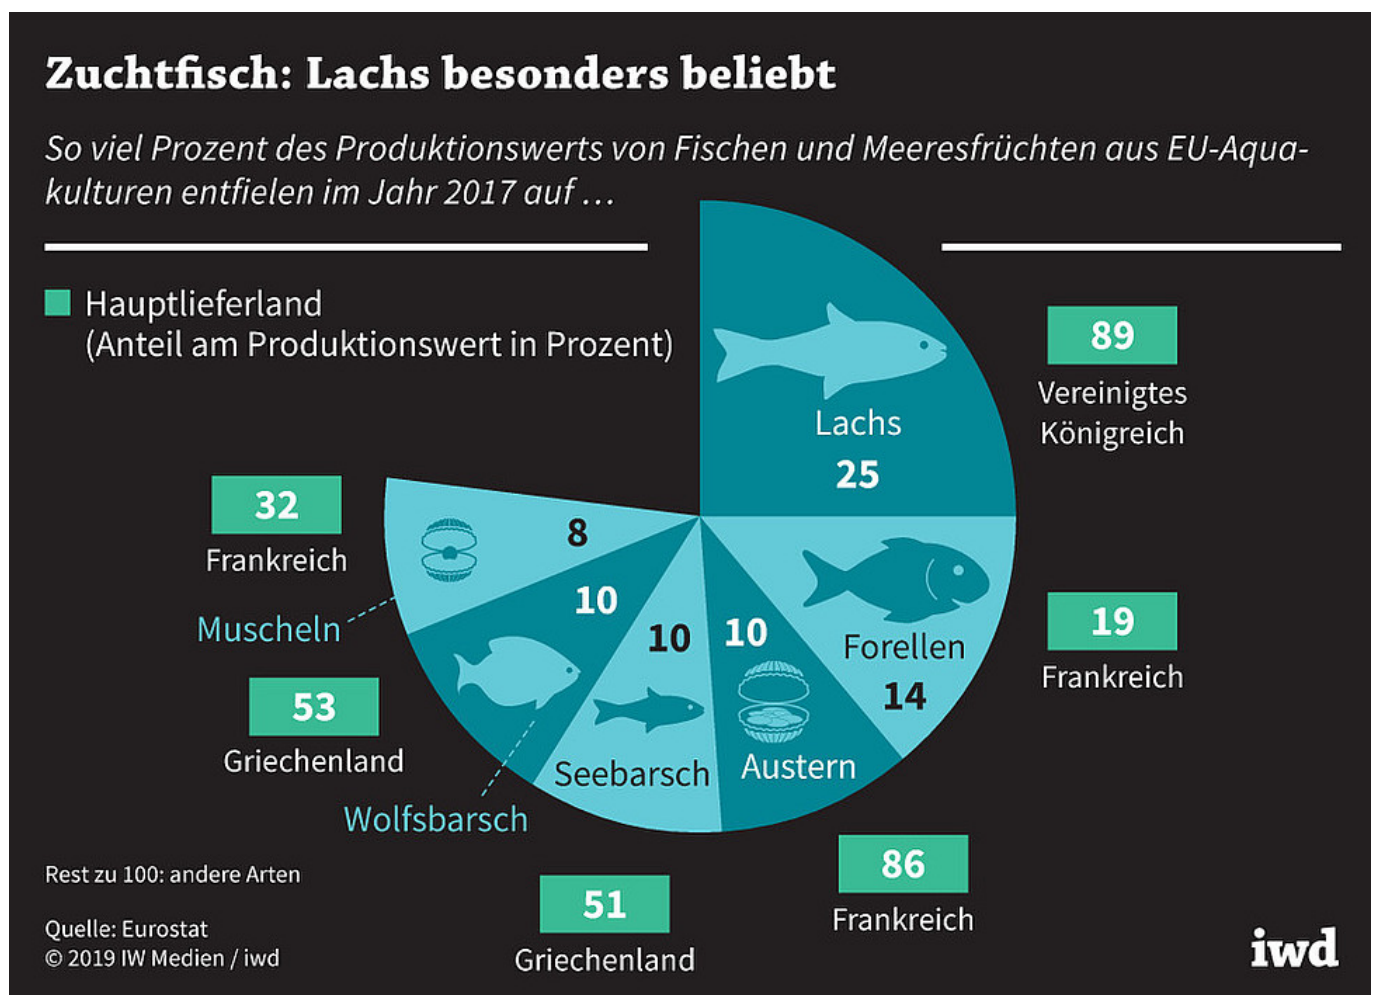 Zuchtfisch: Lachs besonders beliebt
So viel Prozent des Produktionswerts von Fischen und Meeresfrüchten aus EU-Aqua-
kulturen entfielen im Jahr 2017 auf …
Hauptlieferland
(Anteil am Produktionswert in Prozent)
Lachs
25
89
Vereinigtes
Königreich
Forellen
14
19
Frankreich
10
Austern
86
Frankreich
10
Seebarsch
51
Griechenland
10
Wolfsbarsch
53
Griechenland
8
Muscheln
32
Frankreich
Rest zu 100: andere Arten
Quelle: Eurostat
© 2019 IW Medien / iwd
iwd